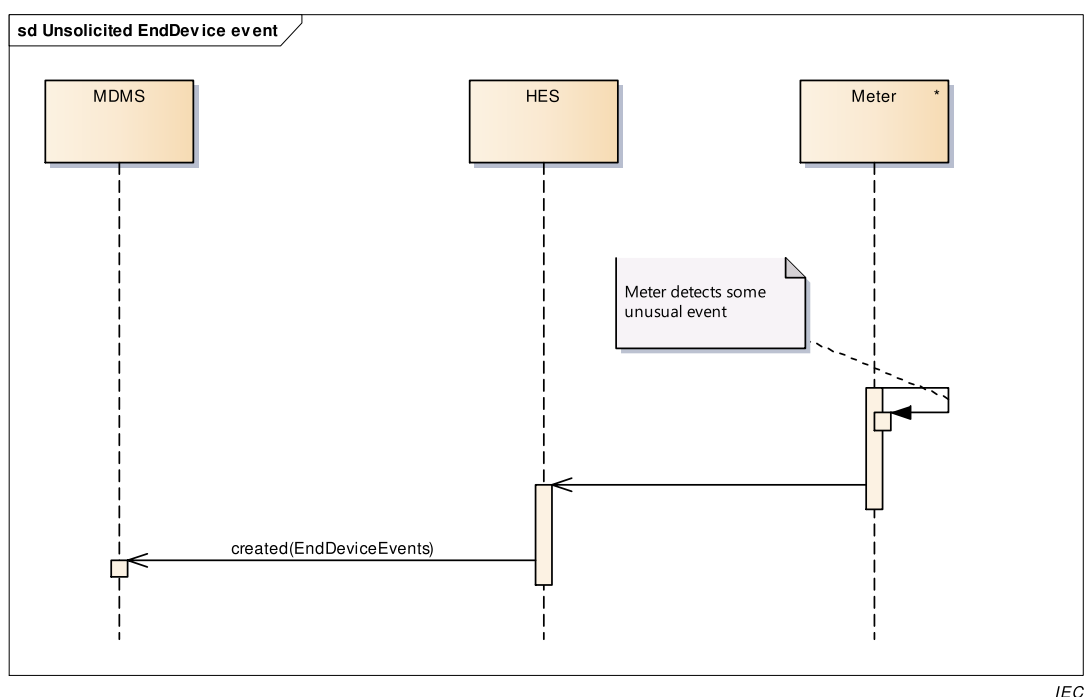 sd Unsolicited EndDevice event
MDMS
HES
Meter *
Meter detects some
unusual event
created(EndDeviceEvents)
IEC